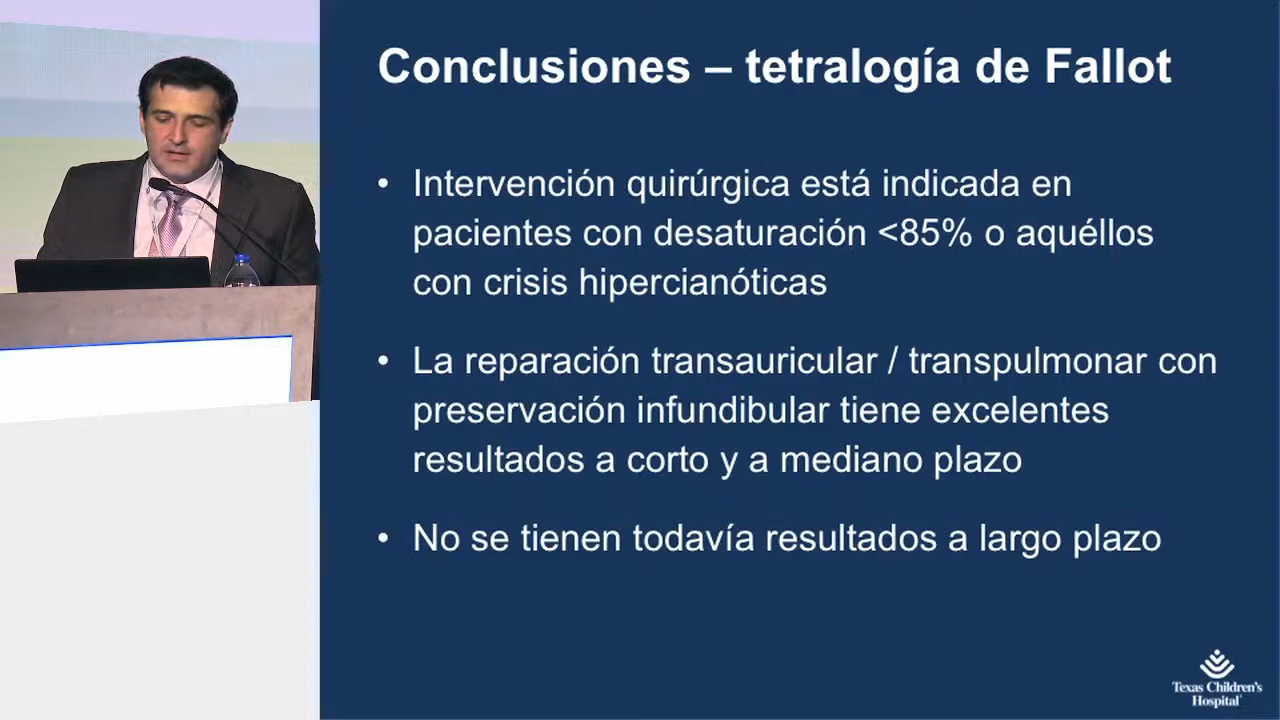 Conclusiones – tetralogía de Fallot
• Intervención quirúrgica está indicada en
pacientes con desaturación <85% o aquéllos
con crisis hipercianóticas
• La reparación transauricular / transpulmonar con
preservación infundibular tiene excelentes
resultados a corto y a mediano plazo
• No se tienen todavía resultados a largo plazo
Texas Children's
Hospital